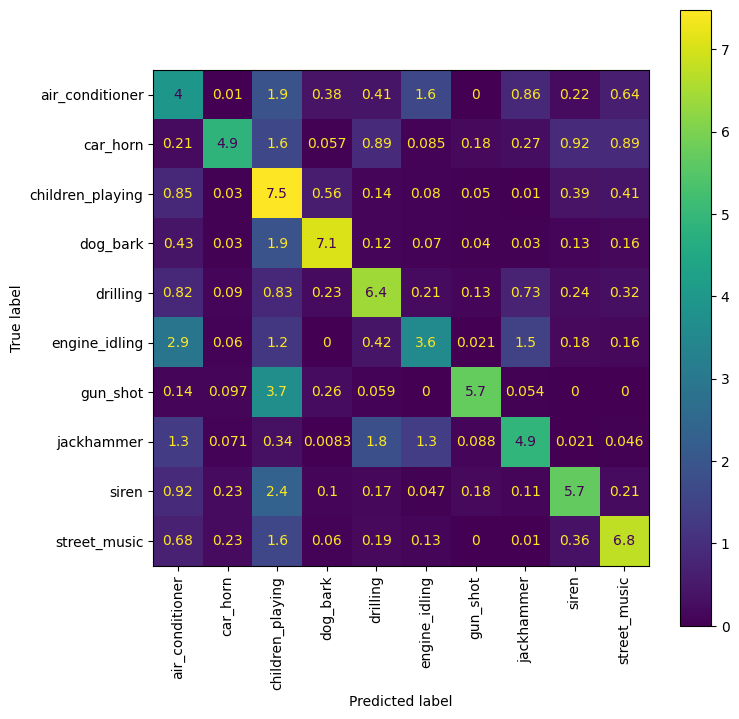 air_conditioner 4 0.01 1.9 0.38 0.41 1.6 0 0.86 0.22 0.64
car_horn 0.21 4.9 1.6 0.057 0.89 0.085 0.18 0.27 0.92 0.89
children_playing 0.85 0.03 7.5 0.56 0.14 0.08 0.05 0.01 0.39 0.41
dog_bark 0.43 0.03 1.9 7.1 0.12 0.07 0.04 0.03 0.13 0.16
drilling 0.82 0.09 0.83 0.23 6.4 0.21 0.13 0.73 0.24 0.32
engine_idling 2.9 0.06 1.2 0 0.42 3.6 0.021 1.5 0.18 0.16
gun_shot 0.14 0.097 3.7 0.26 0.059 0 5.7 0.054 0 0
jackhammer 1.3 0.071 0.34 0.0083 1.8 1.3 0.088 4.9 0.021 0.046
siren 0.92 0.23 2.4 0.1 0.17 0.047 0.18 0.11 5.7 0.21
street_music 0.68 0.23 1.6 0.06 0.19 0.13 0 0.01 0.36 6.8
True label
air_conditioner
car_horn
children_playing
dog_bark
drilling
engine_idling
gun_shot
jackhammer
siren
street_music
Predicted label
7
6
5
4
3
2
1
0